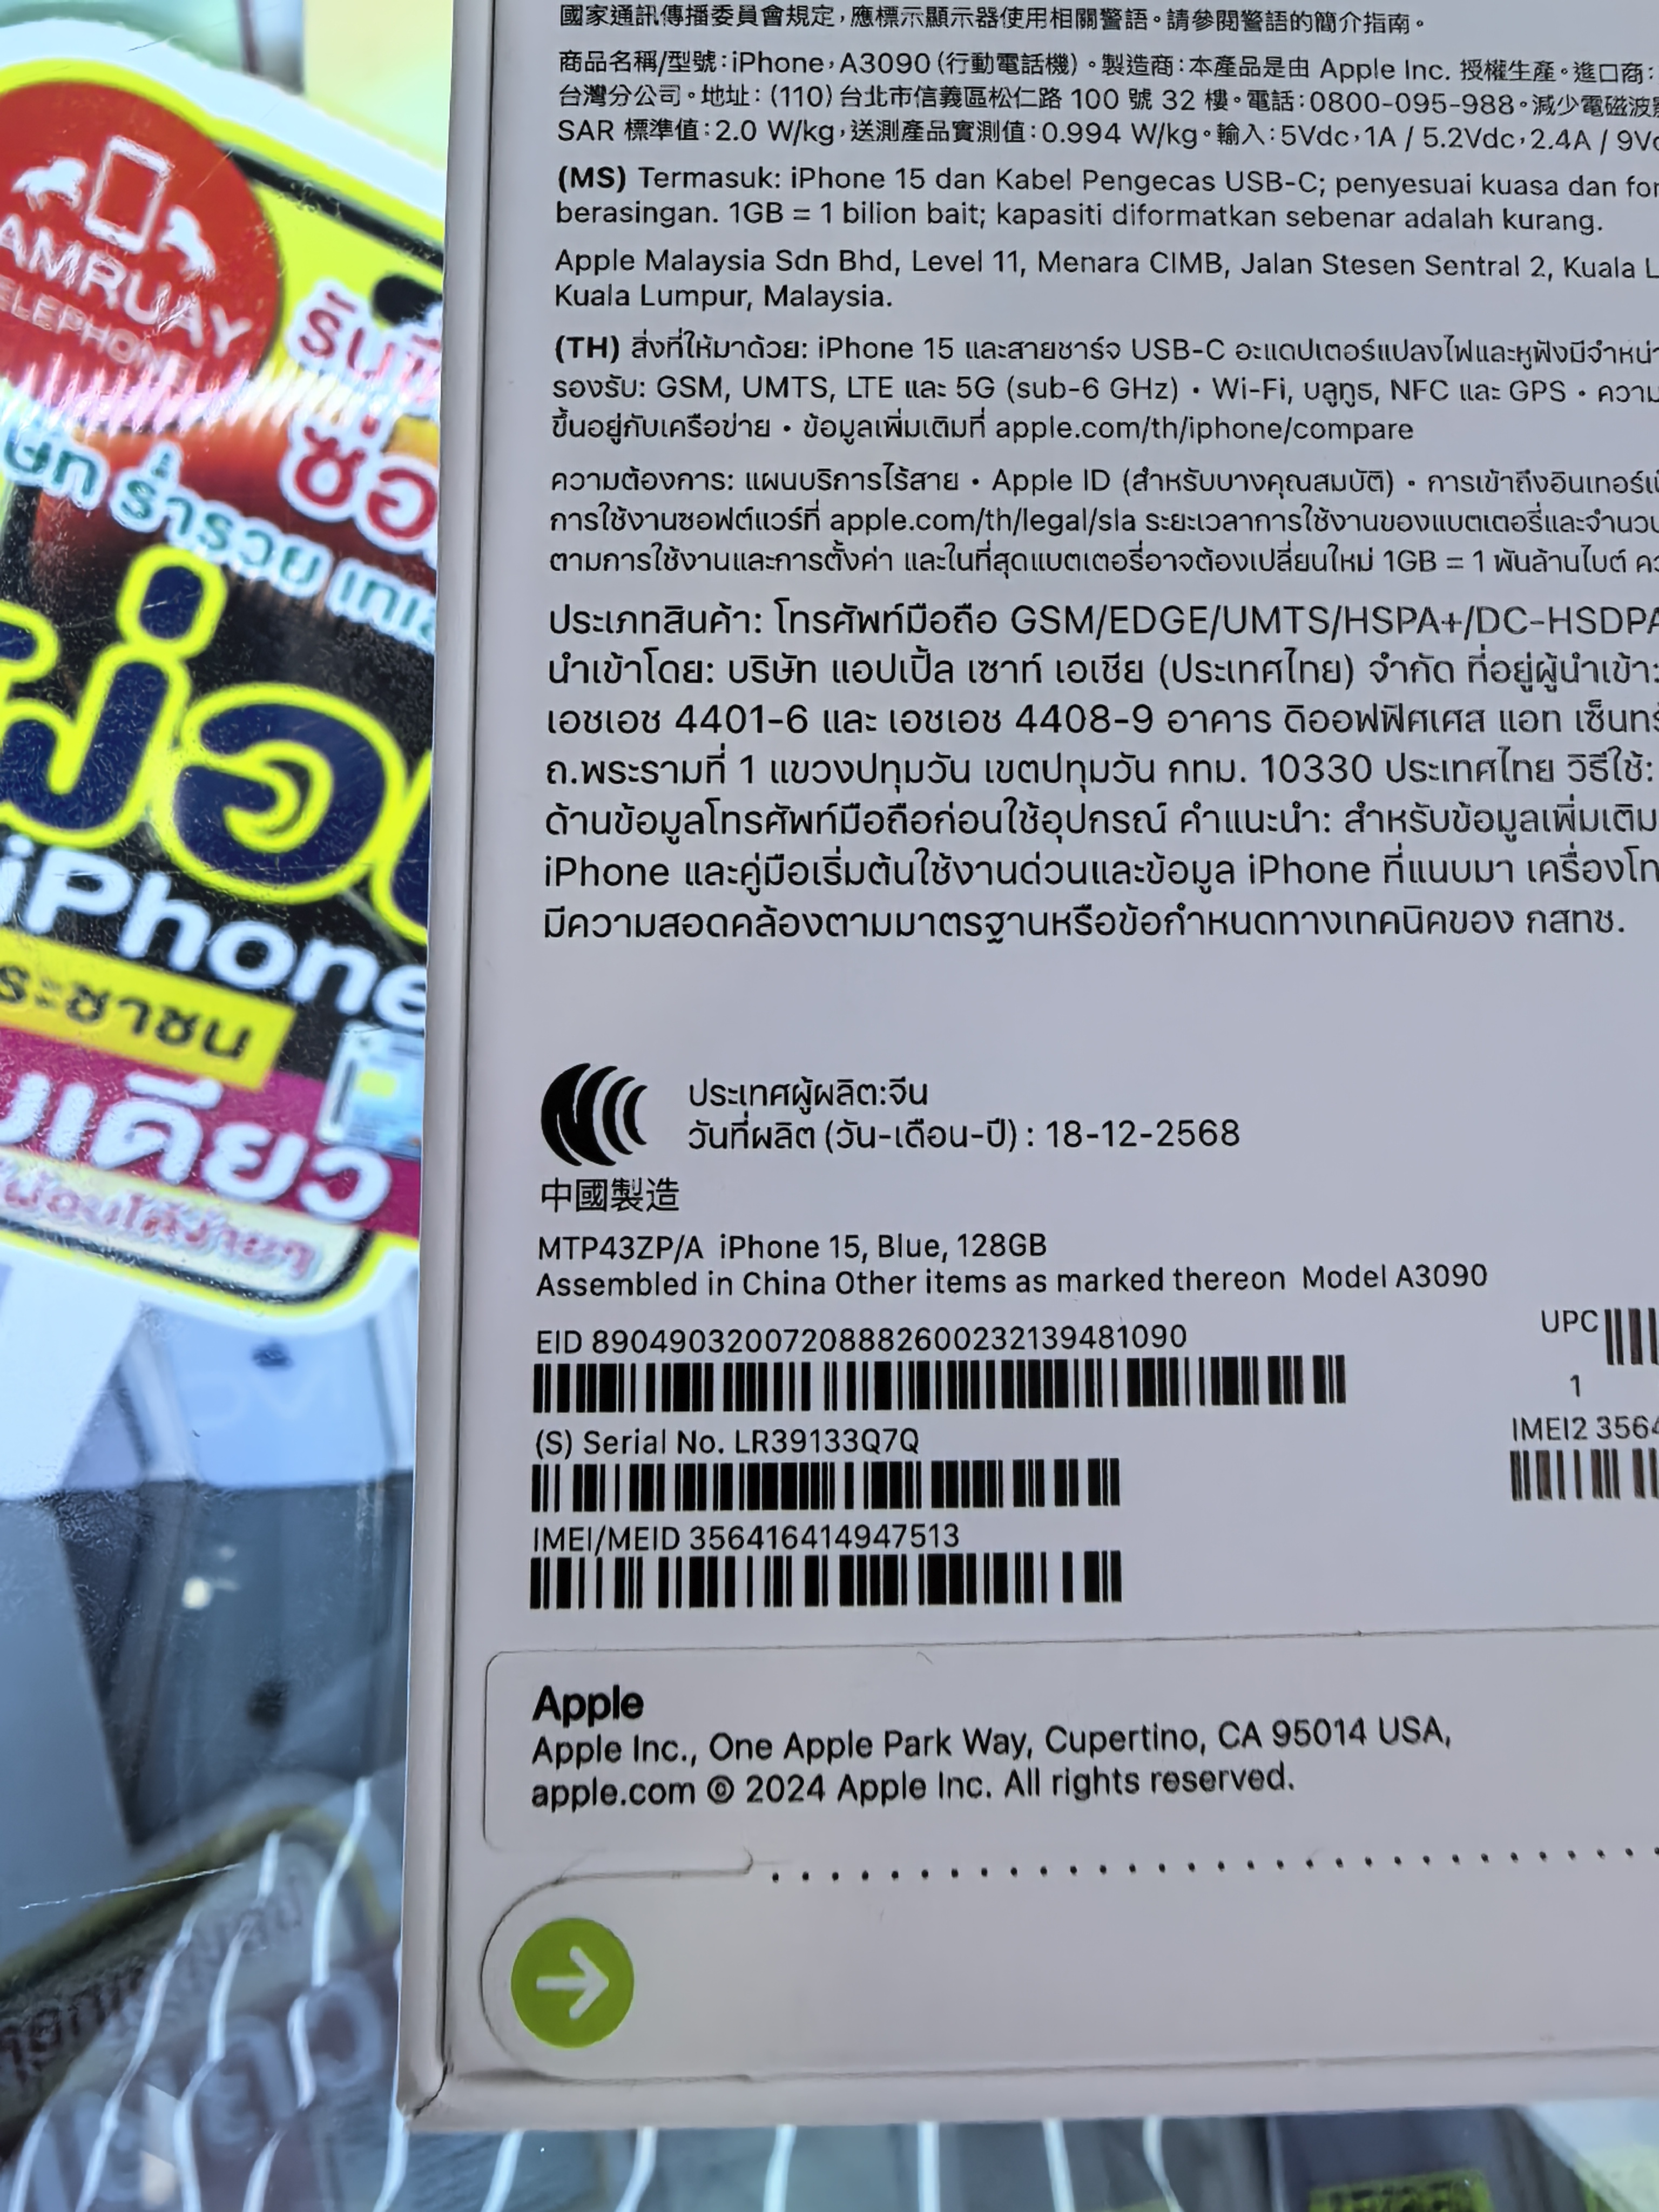 國家通訊傳播委員會規定，應標示顯示器使用相關警語。請參閱警語的簡介指南。
商品名稱/型號：iPhone，A3090 (行動電話機)。製造商：本產品是由 Apple Inc. 授權生產。進口商：
台灣分公司。地址：(110) 台北市信義區松仁路 100 號 32 樓。電話：0800-095-988。減少電磁波
SAR 標準值：2.0 W/kg，送測產品實測值：0.994 W/kg。輸入：5Vdc，1A / 5.2Vdc，2.4A /
(MS) Termasuk: iPhone 15 dan Kabel Pengecas USB-C; penyesuai kuasa dan
berasingan. 1GB = 1 bilion bait; kapasiti diformatkan sebenar adalah kurang.
Apple Malaysia Sdn Bhd, Level 11, Menara CIMB, Jalan Stesen Sentral 2, Kuala
Kuala Lumpur, Malaysia.
(TH) สิ่งที่ให้มาด้วย: iPhone 15 และสายชาร์จ USB-C อะแดปเตอร์แปลงไฟและหูฟังมี
รองรับ: GSM, UMTS, LTE และ 5G (sub-6 GHz) • Wi-Fi, บลูทูธ, NFC และ GPS • ความ
ขึ้นอยู่กับเครือข่าย • ข้อมูลเพิ่มเติมที่ apple.com/th/iphone/compare
ความต้องการ: แผนบริการไร้สาย • Apple ID (สำหรับบางคุณสมบัติ) • การเข้าถึง
การใช้งานซอฟต์แวร์ที่ apple.com/th/legal/sla ระยะเวลาการใช้งานของแบตเตอรี่และ
ตามการใช้งานและการตั้งค่า และในที่สุดแบตเตอรี่อาจต้องเปลี่ยนใหม่ 1GB = 1 พันล้านไบต์
ประเภทสินค้า: โทรศัพท์มือถือ GSM/EDGE/UMTS/HSPA+/DC-HSDPA
นำเข้าโดย: บริษัท แอปเปิ้ล เซาท์ เอเชีย (ประเทศไทย) จำกัด ที่อยู่ผู้นำเข้า:
เอชเอช 4401-6 และ เอชเอช 4408-9 อาคาร ดิออฟฟิศเศส แอท
ถ.พระรามที่ 1 แขวงปทุมวัน เขตปทุมวัน กทม. 10330 ประเทศไทย วิธีใช้:
ด้านข้อมูลโทรศัพท์มือถือก่อนใช้อุปกรณ์ คำแนะนำ: สำหรับข้อมูลเพิ่มเติม
iPhone และคู่มือเริ่มต้นใช้งานด่วนและข้อมูล iPhone ที่แนบมา
มีความสอดคล้องตามมาตรฐานหรือข้อกำหนดทางเทคนิคของ กสทช.
ประเทศผู้ผลิต:จีน
วันที่ผลิต (วัน-เดือน-ปี) : 18-12-2568
中國製造
MTP43ZP/A iPhone 15, Blue, 128GB
Assembled in China Other items as marked thereon Model A3090
EID 89049032007208882600232139481090
UPC
1
(S) Serial No. LR39133Q7Q
IMEI2 3564
IMEI/MEID 356416414947513
Apple
Apple Inc., One Apple Park Way, Cupertino, CA 95014 USA,
apple.com © 2024 Apple Inc. All rights reserved.
iPhone